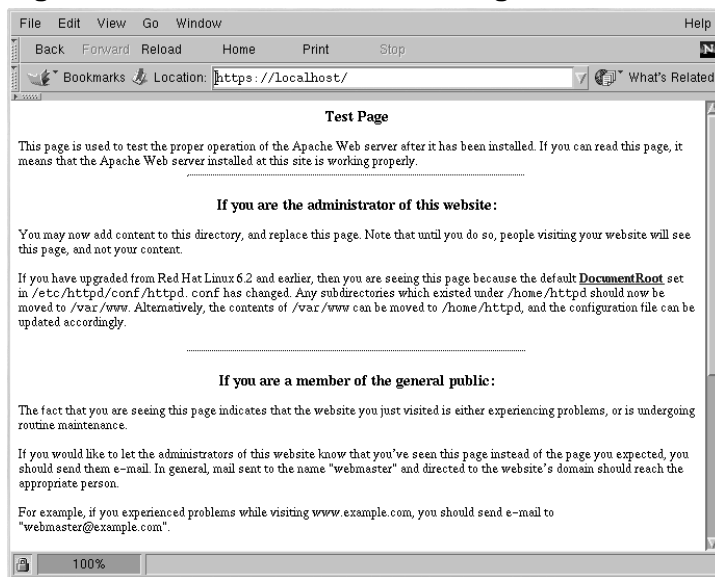 File Edit View Go Window Help
Back Forward Reload Home Print Stop N
Bookmarks Location: https://localhost/ What's Related
Test Page
This page is used to test the proper operation of the Apache Web server after it has been installed. If you can read this page, it
means that the Apache Web server installed at this site is working properly.
If you are the administrator of this website:
You may now add content to this directory, and replace this page. Note that until you do so, people visiting your website will see
this page, and not your content.
If you have upgraded from Red Hat Linux 6.2 and earlier, then you are seeing this page because the default DocumentRoot set
in /etc/httpd/conf/httpd.conf has changed. Any subdirectories which existed under /home/httpd should now be
moved to /var/www. Alternatively, the contents of /var/www can be moved to /home/httpd, and the configuration file can be
updated accordingly.
If you are a member of the general public:
The fact that you are seeing this page indicates that the website you just visited is either experiencing problems, or is undergoing
routine maintenance.
If you would like to let the administrators of this website know that you've seen this page instead of the page you expected, you
should send them e-mail. In general, mail sent to the name "webmaster" and directed to the website's domain should reach the
appropriate person.
For example, if you experienced problems while visiting www.example.com, you should send e-mail to
"webmaster@example.com".
100%